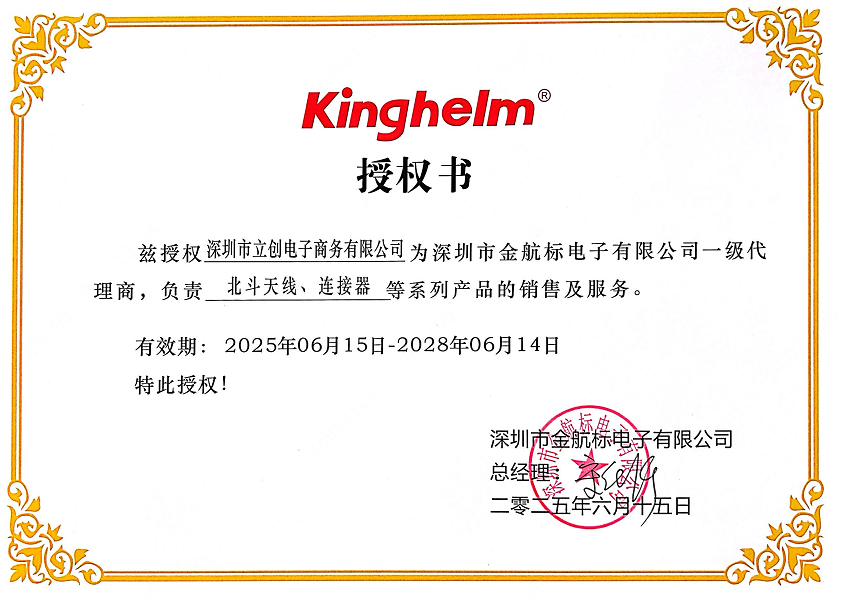 Kinghelm®
授权书
兹授权深圳市立创电子商务有限公司为深圳市金航标电子有限公司一级代
理商，负责北斗天线、连接器等系列产品的销售及服务。
有效期： 2025年06月15日-2028年06月14日
特此授权！
深圳市金航标电子有限公司
总经理：
二零二五年六月十五日
深圳市金航标电子有限公司